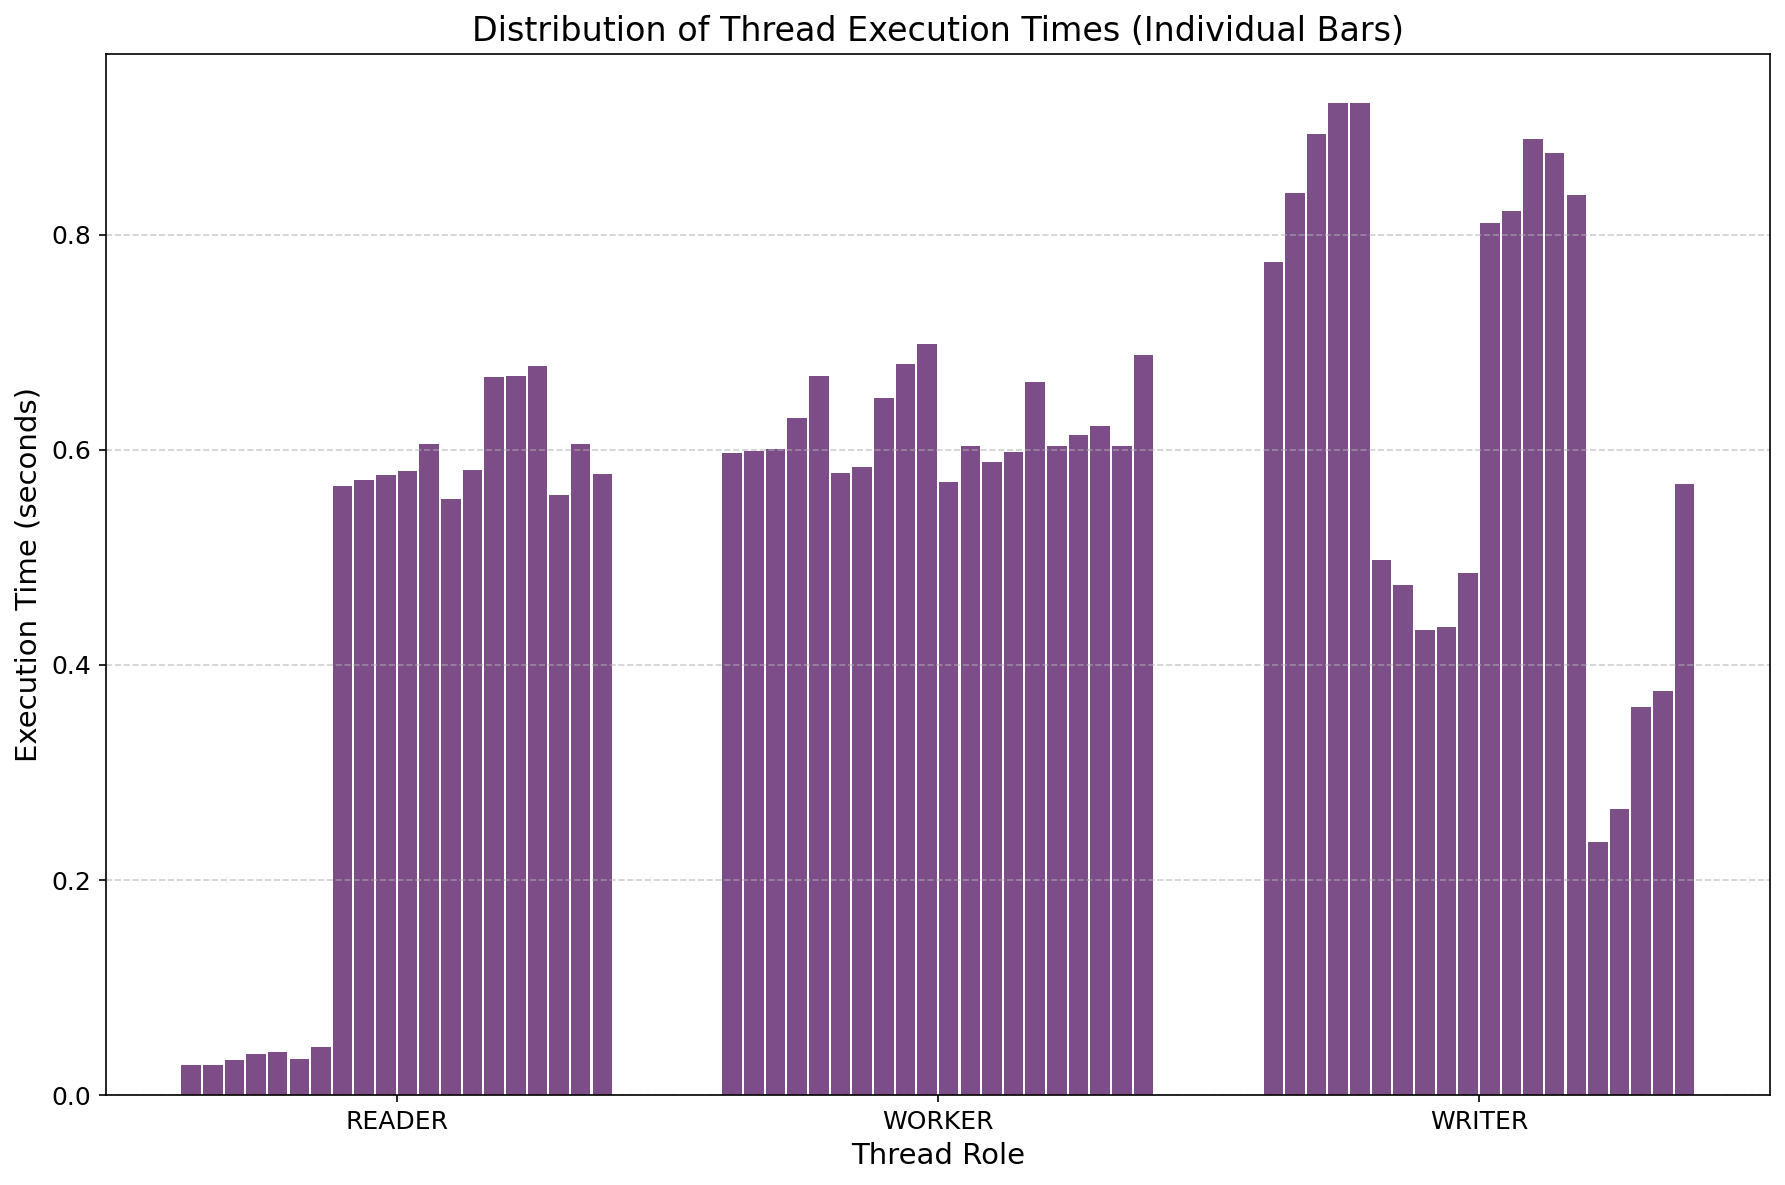 Distribution of Thread Execution Times (Individual Bars)
Execution Time (seconds)
0.8
0.6
0.4
0.2
0.0
READER WORKER WRITER
Thread Role